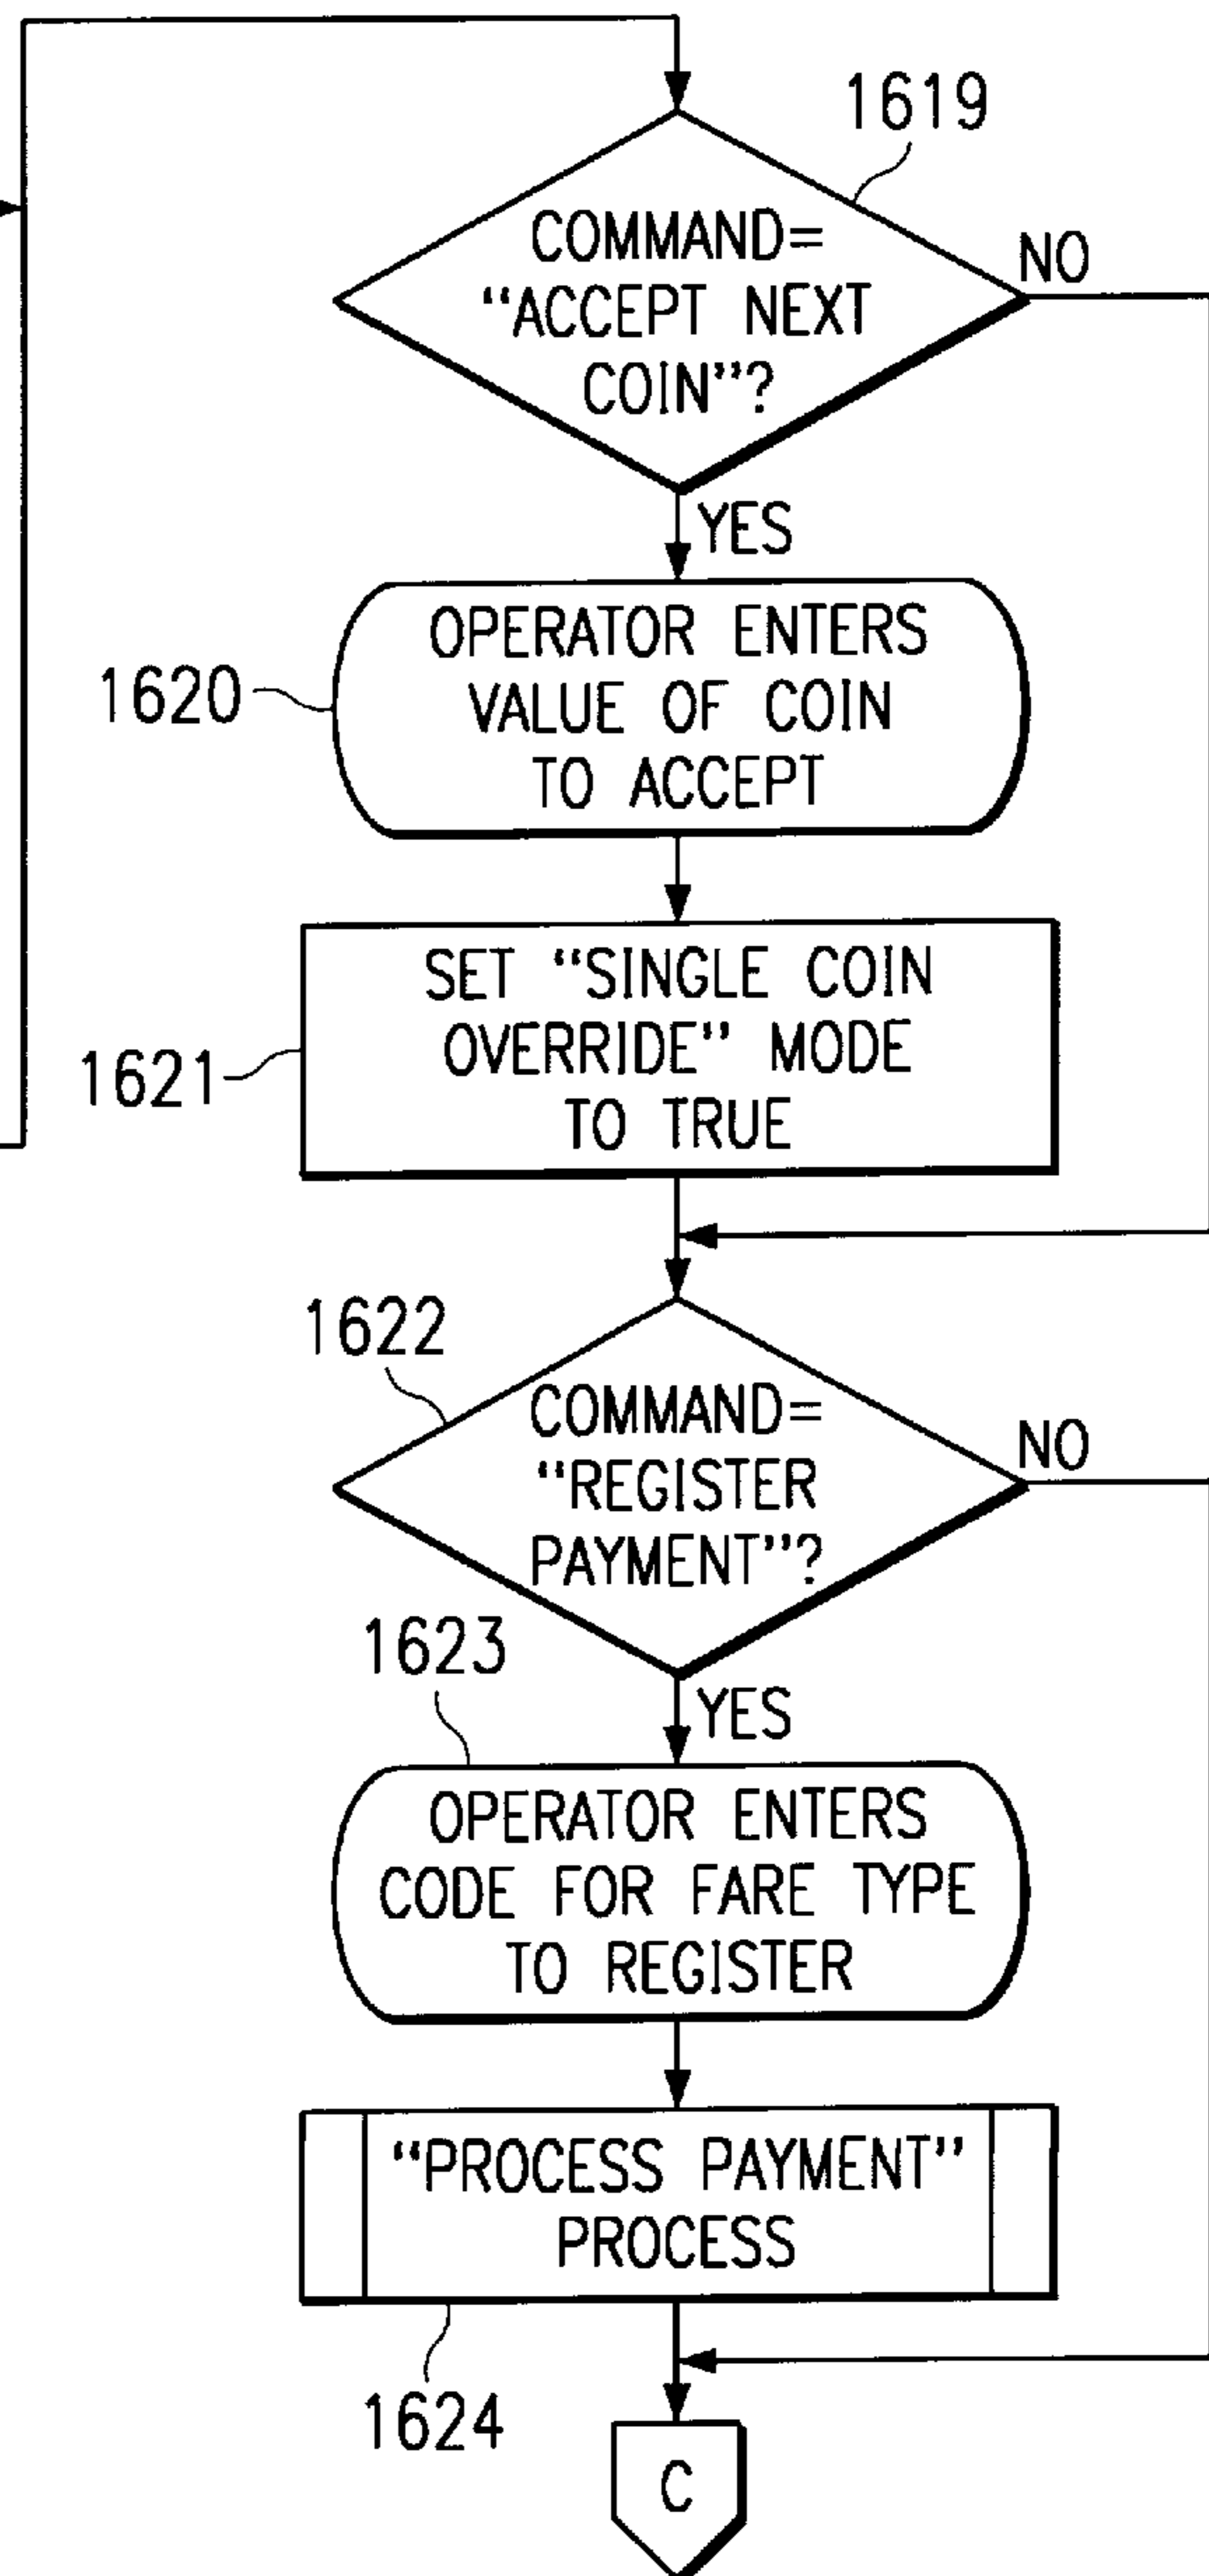 1619
COMMAND=
“ACCEPT NEXT
COIN”?
NO
YES
1620
OPERATOR ENTERS
VALUE OF COIN
TO ACCEPT
1621
SET “SINGLE COIN
OVERRIDE” MODE
TO TRUE
1622
COMMAND=
“REGISTER
PAYMENT”?
NO
YES
1623
OPERATOR ENTERS
CODE FOR FARE TYPE
TO REGISTER
“PROCESS PAYMENT”
PROCESS
1624
C